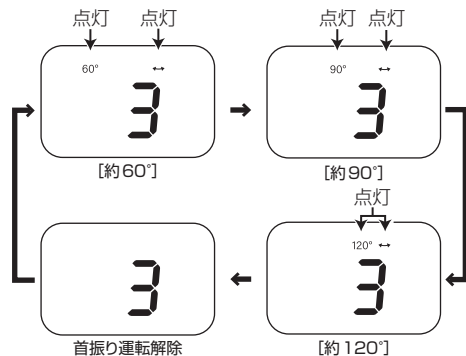 点灯 点灯
60° ↔
3
[約60°]
点灯 点灯
90° ↔
3
[約90°]
点灯
120° ↔
3
[約120°]
3
首振り運転解除